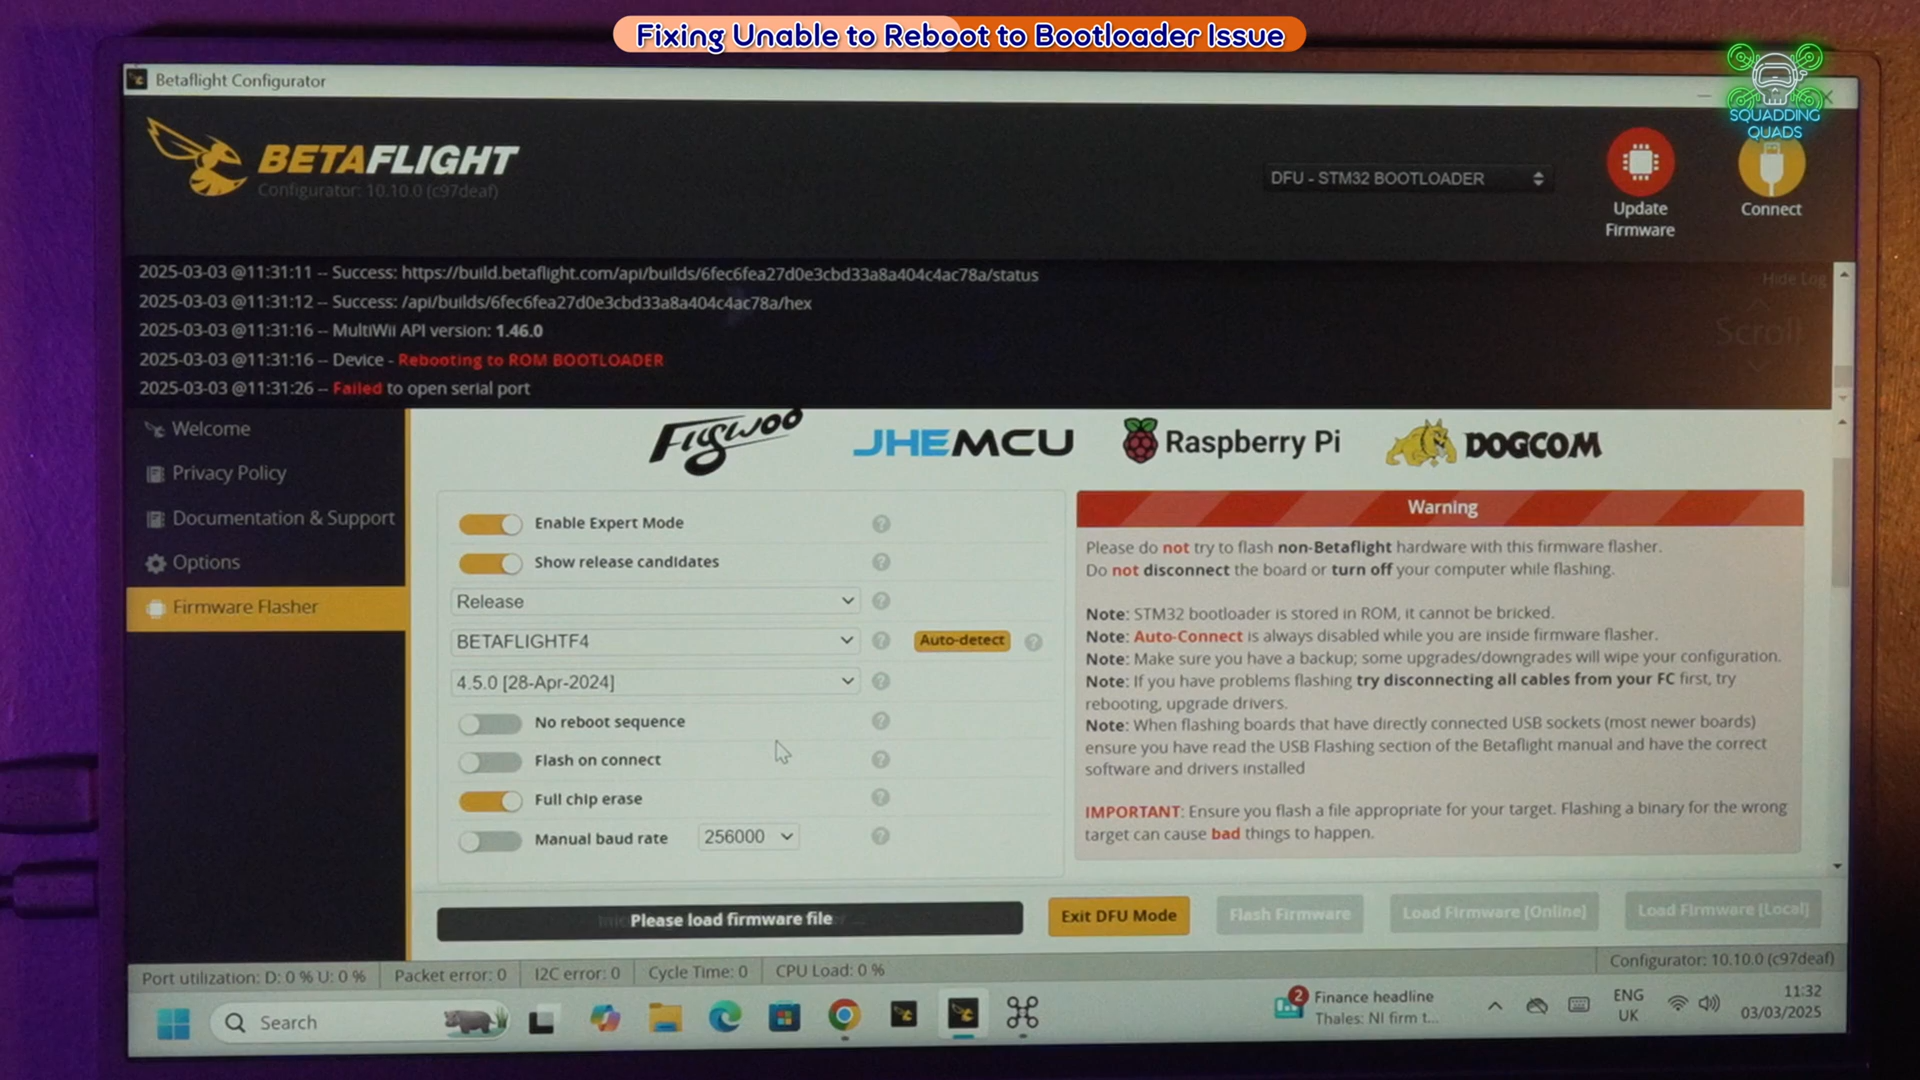 Fixing Unable to Reboot to Bootloader Issue
SQUADDING
QUADS
Betaflight Configurator
BETAFLIGHT
Configurator: 10.10.0 (c97deaf)
DFU - STM32 BOOTLOADER
Update
Firmware
Connect
2025-03-03 @11:31:11 -- Success: https://build.betaflight.com/api/builds/6fec6fea27d0e3cbd33a8a404c4ac78a/status
Hide Log
2025-03-03 @11:31:12 -- Success: /api/builds/6fec6fea27d0e3cbd33a8a404c4ac78a/hex
2025-03-03 @11:31:16 -- MultiWii API version: 1.46.0
Scroll
2025-03-03 @11:31:16 -- Device - Rebooting to ROM BOOTLOADER
2025-03-03 @11:31:26 -- Failed to open serial port
Welcome
Privacy Policy
Documentation & Support
Options
Firmware Flasher
Flywoo
JHEMCU
Raspberry Pi
DOGCOM
Enable Expert Mode
Show release candidates
Release
BETAFLIGHTF4
Auto-detect
4.5.0 [28-Apr-2024]
No reboot sequence
Flash on connect
Full chip erase
Manual baud rate
256000
Warning
Please do not try to flash non-Betaflight hardware with this firmware flasher.
Do not disconnect the board or turn off your computer while flashing.
Note: STM32 bootloader is stored in ROM, it cannot be bricked.
Note: Auto-Connect is always disabled while you are inside firmware flasher.
Note: Make sure you have a backup; some upgrades/downgrades will wipe your configuration.
Note: If you have problems flashing try disconnecting all cables from your FC first, try
rebooting, upgrade drivers.
Note: When flashing boards that have directly connected USB sockets (most newer boards)
ensure you have read the USB Flashing section of the Betaflight manual and have the correct
software and drivers installed
IMPORTANT: Ensure you flash a file appropriate for your target. Flashing a binary for the wrong
target can cause bad things to happen.
Please load firmware file
Exit DFU Mode
Flash Firmware
Load Firmware [Online]
Load Firmware [Local]
Port utilization: D: 0 % U: 0 %
Packet error: 0
I2C error: 0
Cycle Time: 0
CPU Load: 0 %
Configurator: 10.10.0 (c97deaf)
Search
2
Finance headline
Thales: NI firm t...
ENG
UK
11:32
03/03/2025